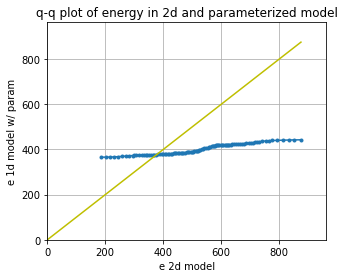 q-q plot of energy in 2d and parameterized model
e 1d model w/ param
800
600
400
200
0
0 200 400 600 800
e 2d model